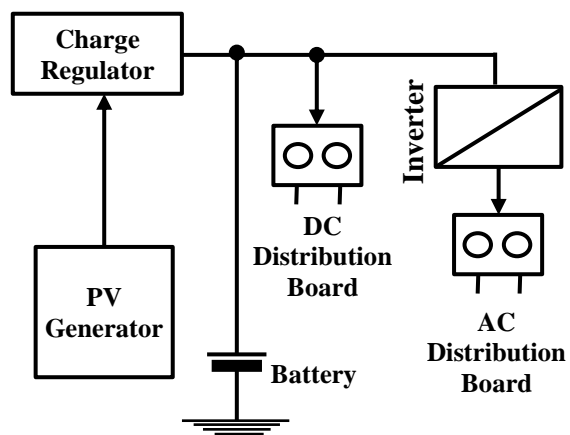 Charge
Regulator
Inverter
DC
Distribution
Board
PV
Generator
AC
Distribution
Board
Battery